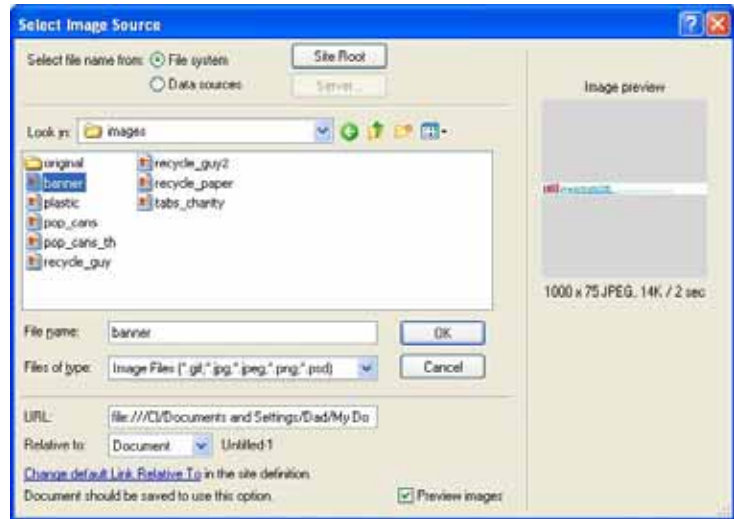 Select Image Source
Select file name from: File system
Site Root
Data sources
Server...
Image preview
Look in: images
original
banner
plastic
pop_cans
pop_cans_th
recycle_guy
recycle_guy2
recycle_paper
tabs_charity
1000 x 75 JPEG, 14K / 2 sec
File name: banner
OK
Files of type: Image Files (*.gif;*.jpg;*.jpeg;*.png;*.psd)
Cancel
URL: file:///C|/Documents and Settings/Dad/My Do
Relative to: Document Untitled-1
Change default Link Relative To in the site definition.
Document should be saved to use this option.
Preview images